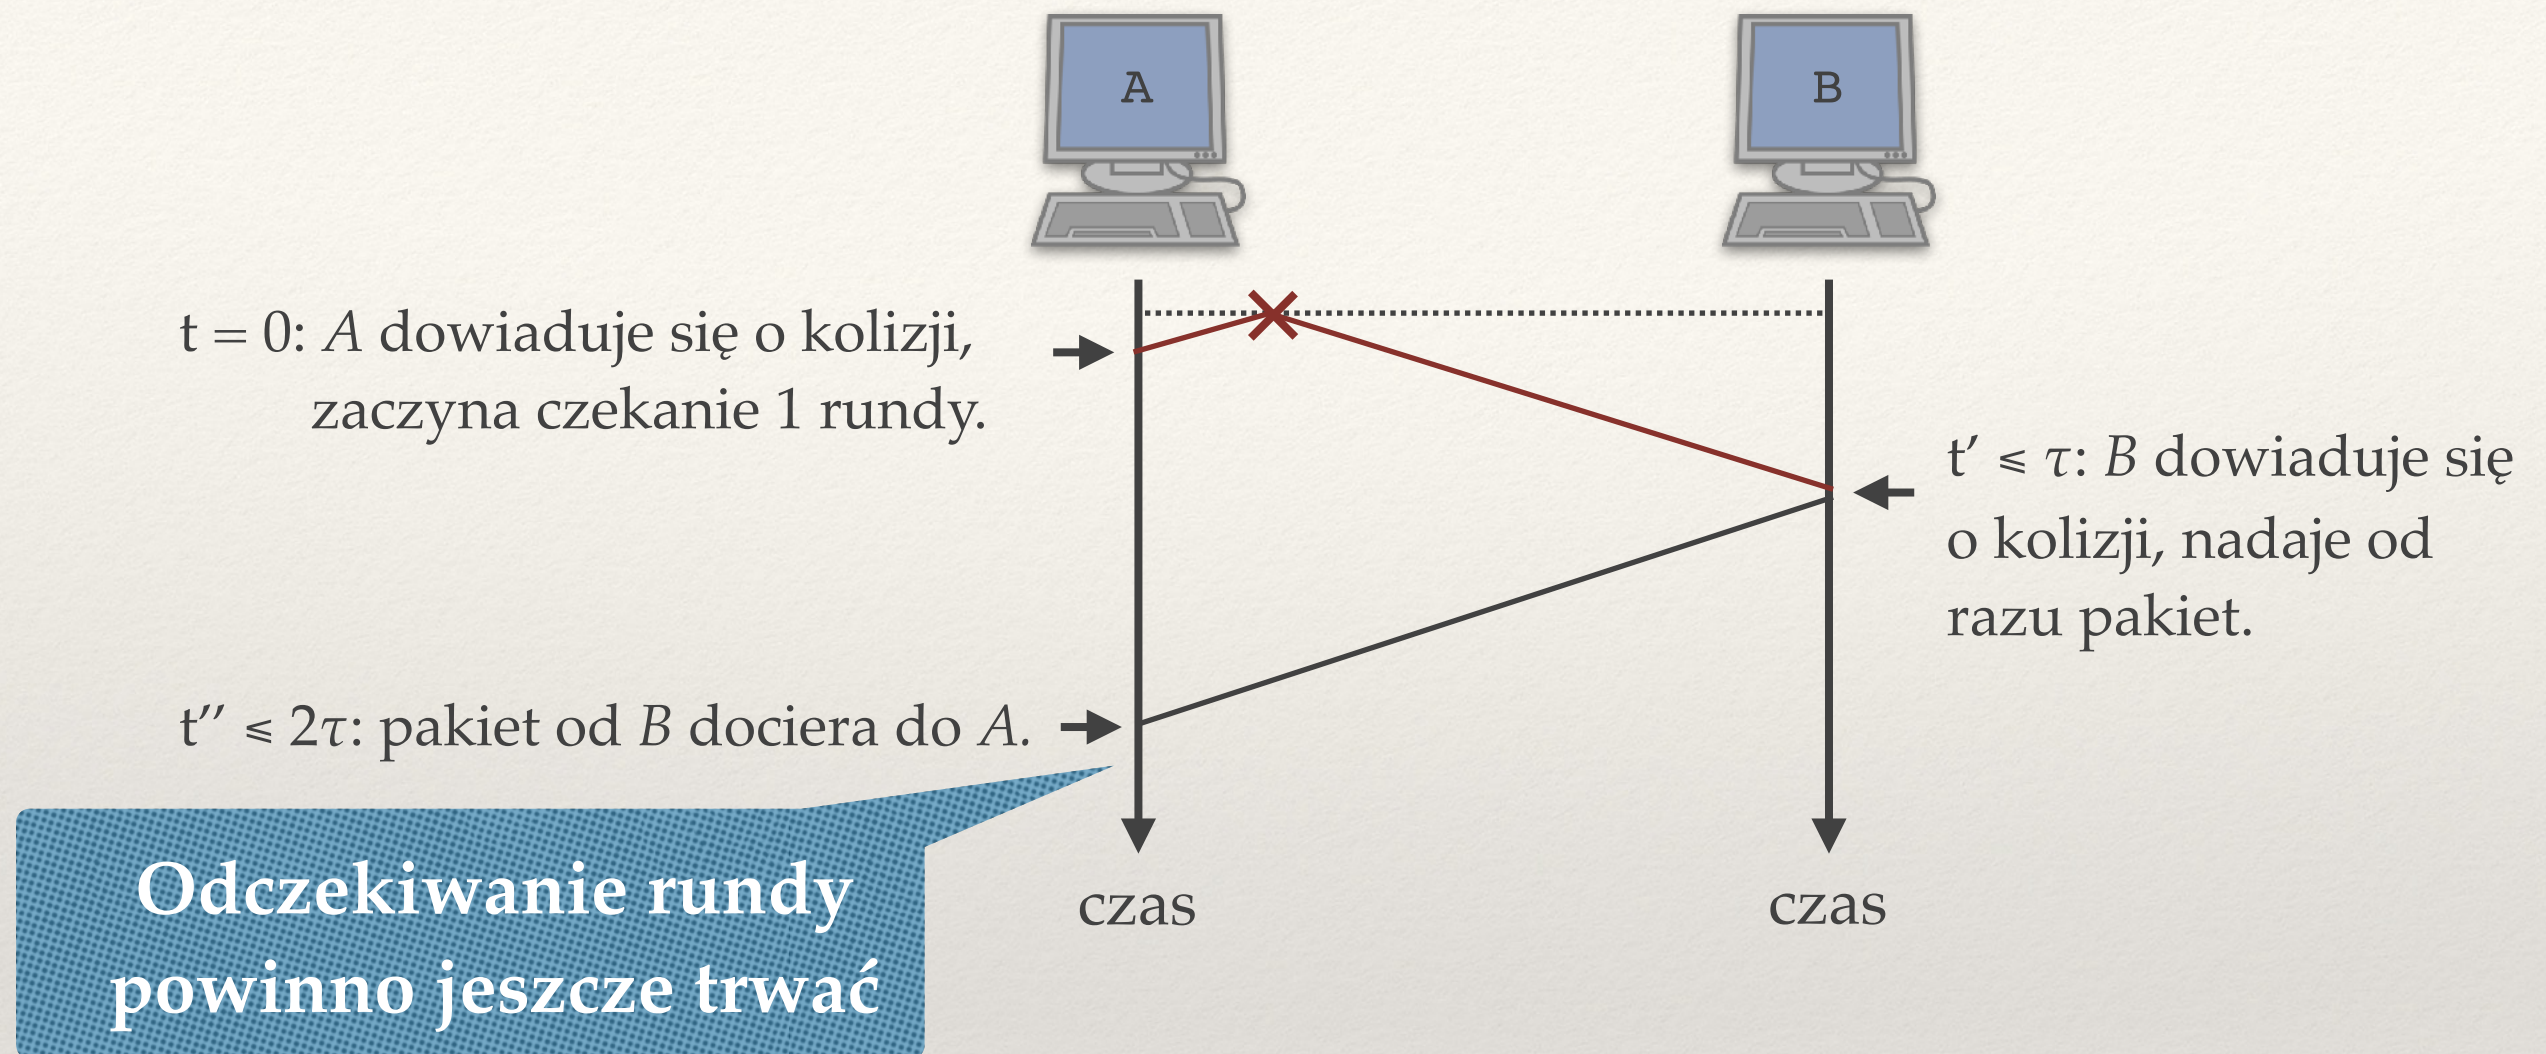 A
B
t = 0: A dowiaduje się o kolizji,
zaczyna czekanie 1 rundy.
t′ ⩽ τ: B dowiaduje się
o kolizji, nadaje od
razu pakiet.
t′′ ⩽ 2τ: pakiet od B dociera do A.
Odczekiwanie rundy
powinno jeszcze trwać
czas
czas